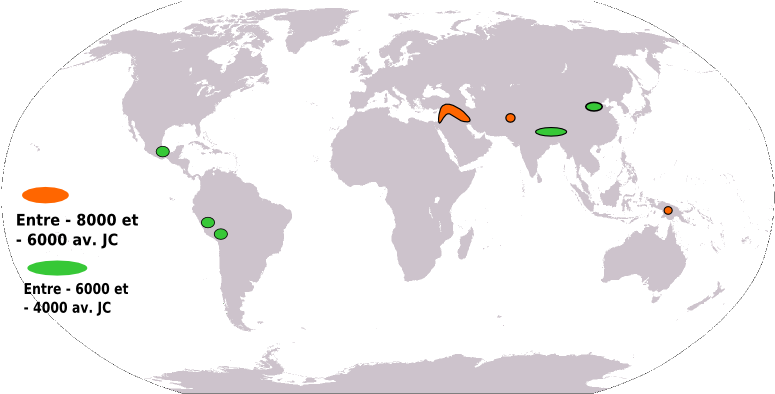 Entre - 8000 et
- 6000 av. JC
Entre - 6000 et
- 4000 av. JC